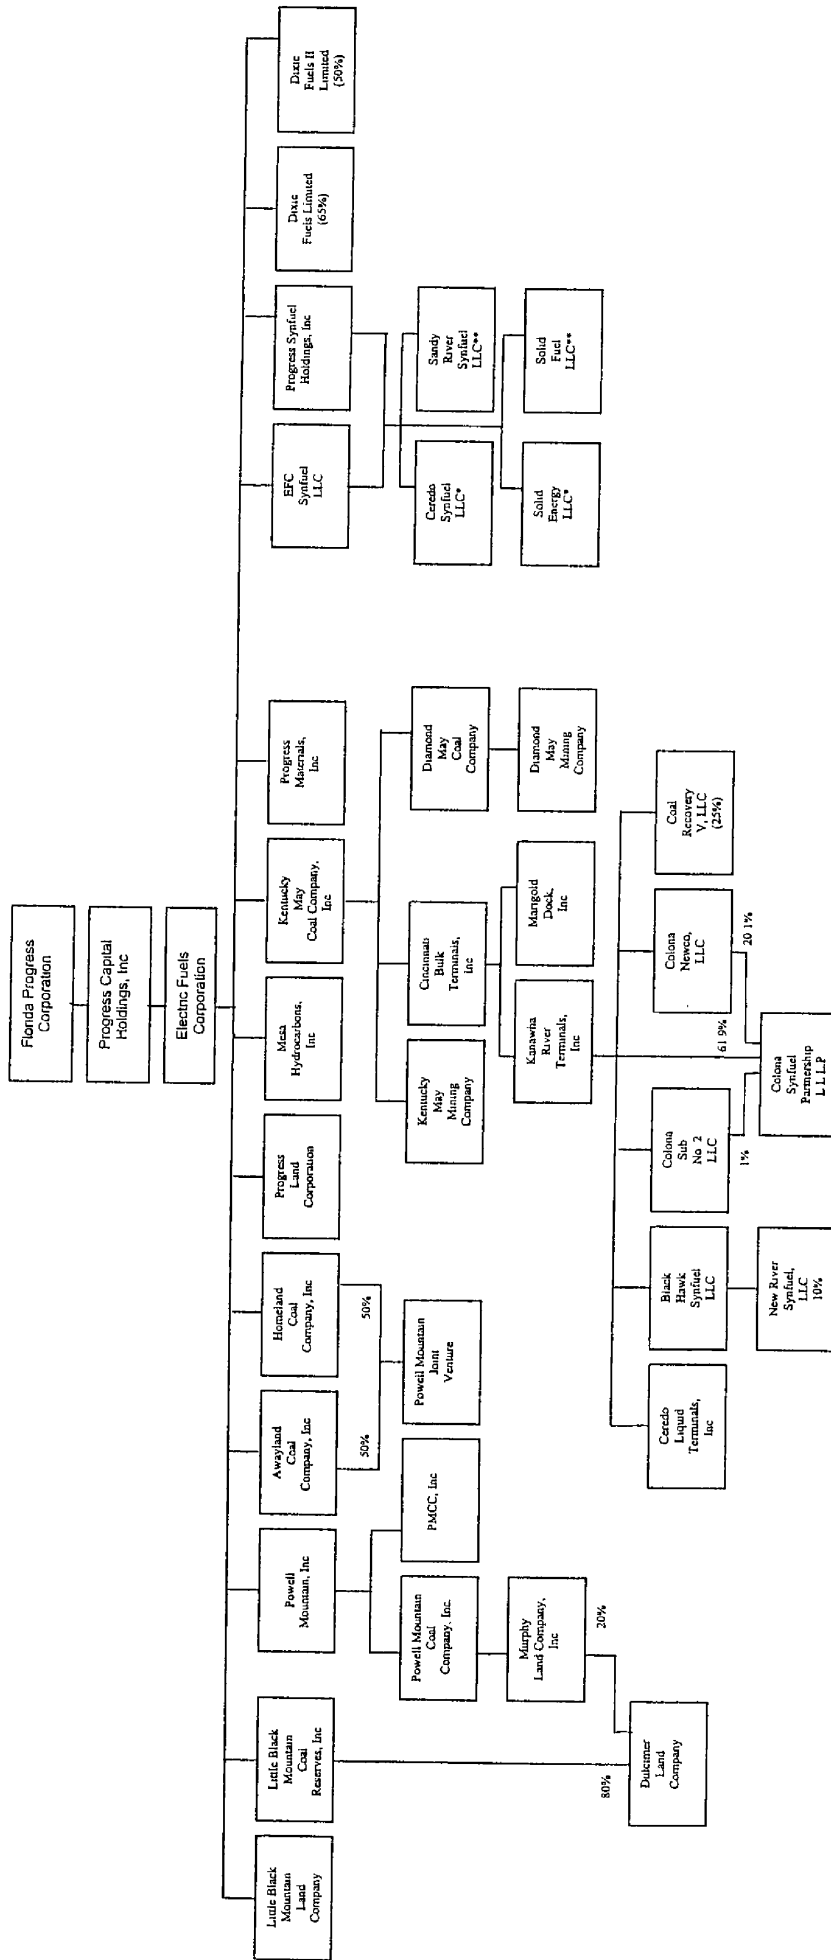 Florida Progress
Corporation
Progress Capital
Holdings, Inc
Electric Fuels
Corporation
Little Black
Mountain
Land
Company
Little Black
Mountain
Coal
Reserves, Inc
Powell
Mountain, Inc
Awayland
Coal
Company, Inc
Homeland
Coal
Company, Inc
Progress
Land
Corporation
Mesa
Hydrocarbons,
Inc
Kentucky
May
Coal Company,
Inc
Progress
Materials,
Inc
EFC
Synfuel
LLC
Progress Synfuel
Holdings, Inc
Dixie
Fuels Limited
(65%)
Dixie
Fuels II
Limited
(50%)
50%
50%
Powell Mountain
Coal
Company, Inc.
PMCC, Inc
Powell Mountain
Joint
Venture
Kentucky
May
Mining
Company
Cincinnati
Bulk
Terminals,
Inc
Diamond
May
Coal
Company
Ceredo
Synfuel
LLC*
Sandy
River
Synfuel
LLC**
Murphy
Land Company,
Inc
Kanawha
River
Terminals,
Inc
Marigold
Dock,
Inc
Diamond
May
Mining
Company
Solid
Energy
LLC*
Solid
Fuel
LLC**
80%
20%
Dulcimer
Land
Company
Ceredo
Liquid
Terminals,
Inc
Black
Hawk
Synfuel
LLC
Colona
Sub
No 2
LLC
Colona
Newco,
LLC
Coal
Recovery
V, LLC
(25%)
1%
61 9%
20 1%
New River
Synfuel,
LLC
10%
Colona
Synfuel
Partnership
L L L.P